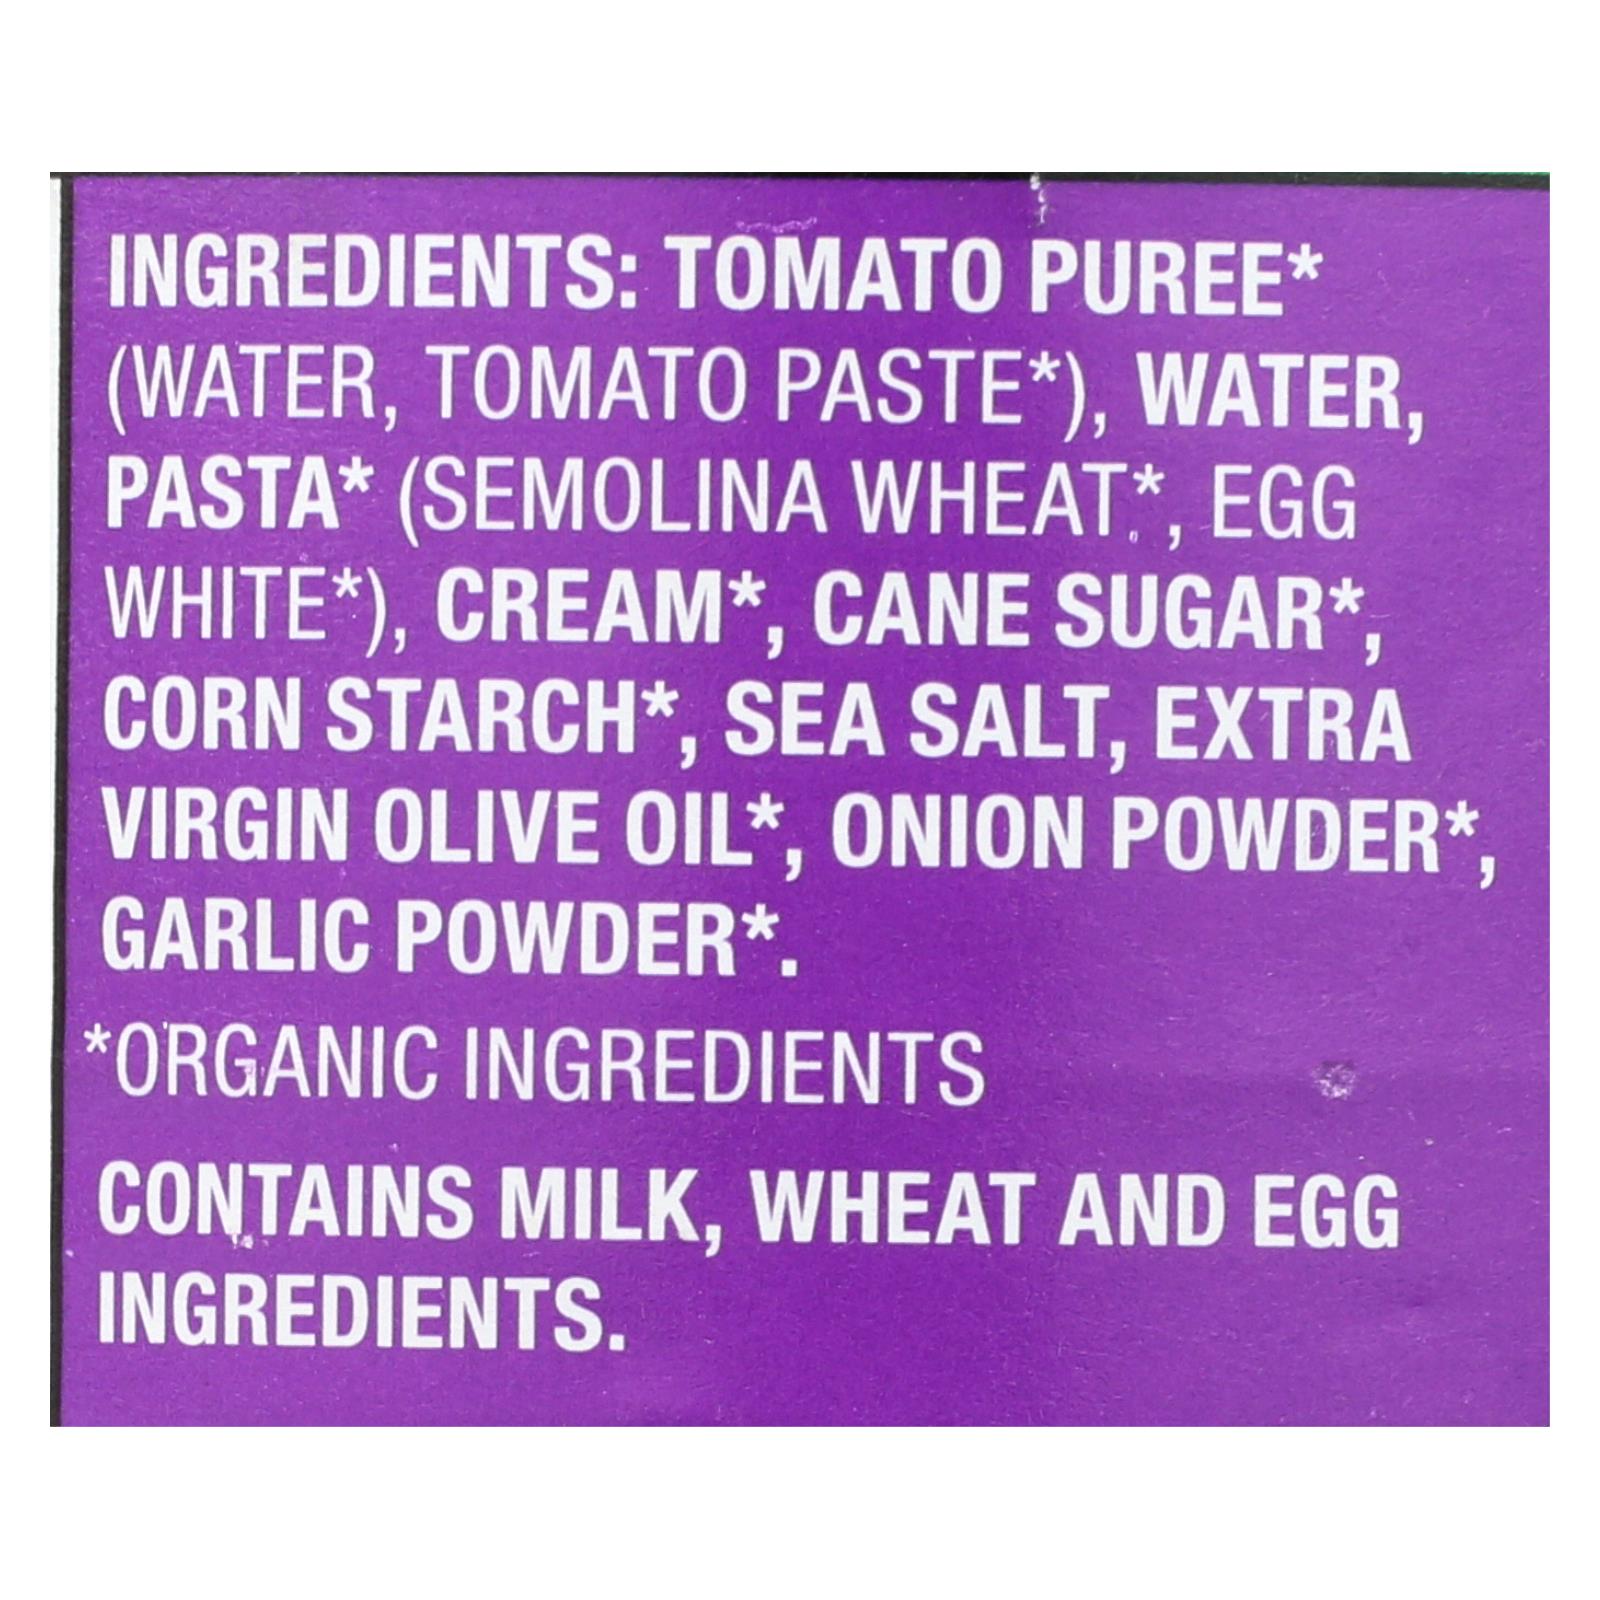 INGREDIENTS: TOMATO PUREE*
(WATER, TOMATO PASTE*), WATER,
PASTA* (SEMOLINA WHEAT*, EGG
WHITE*), CREAM*, CANE SUGAR*,
CORN STARCH*, SEA SALT, EXTRA
VIRGIN OLIVE OIL*, ONION POWDER*,
GARLIC POWDER*.
*ORGANIC INGREDIENTS
CONTAINS MILK, WHEAT AND EGG
INGREDIENTS.